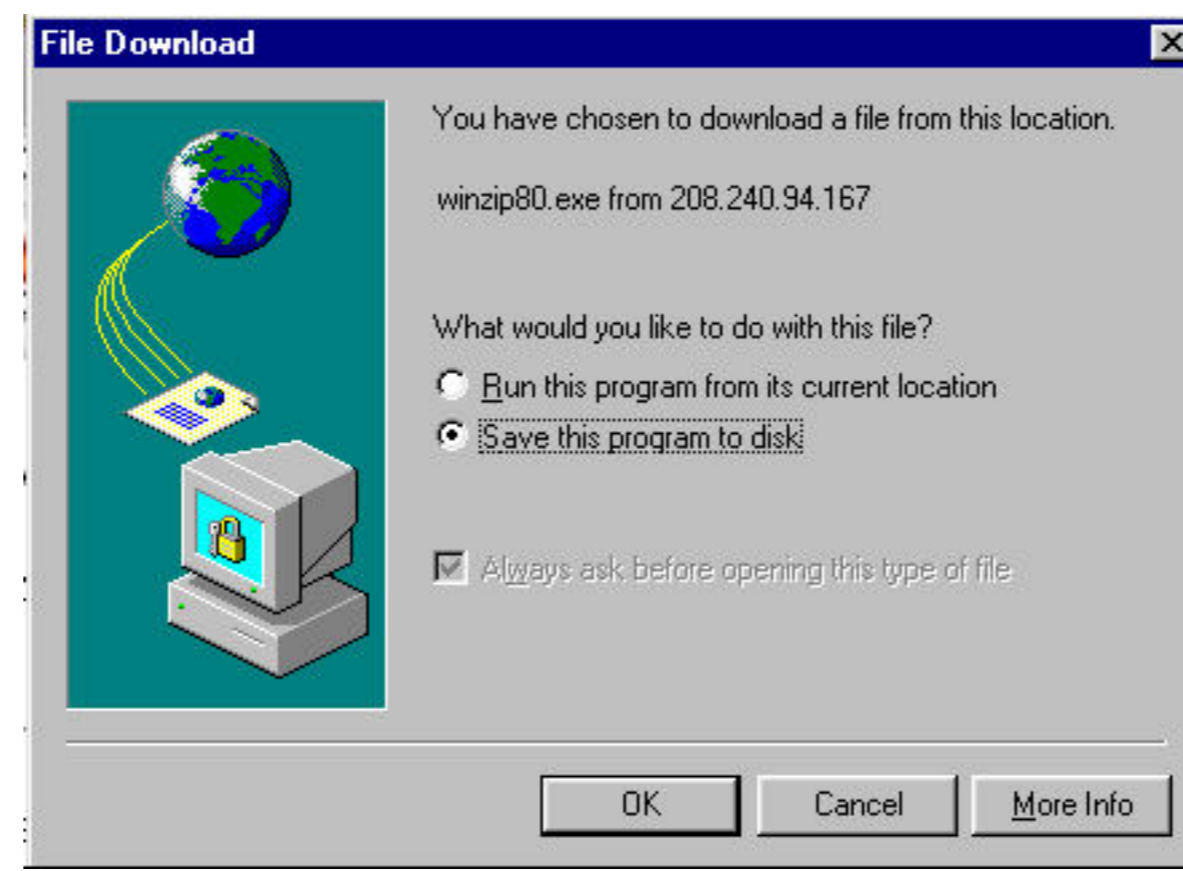 File Download
You have chosen to download a file from this location.
winzip80.exe from 208.240.94.167
What would you like to do with this file?
Run this program from its current location
Save this program to disk
Always ask before opening this type of file
OK
Cancel
More Info